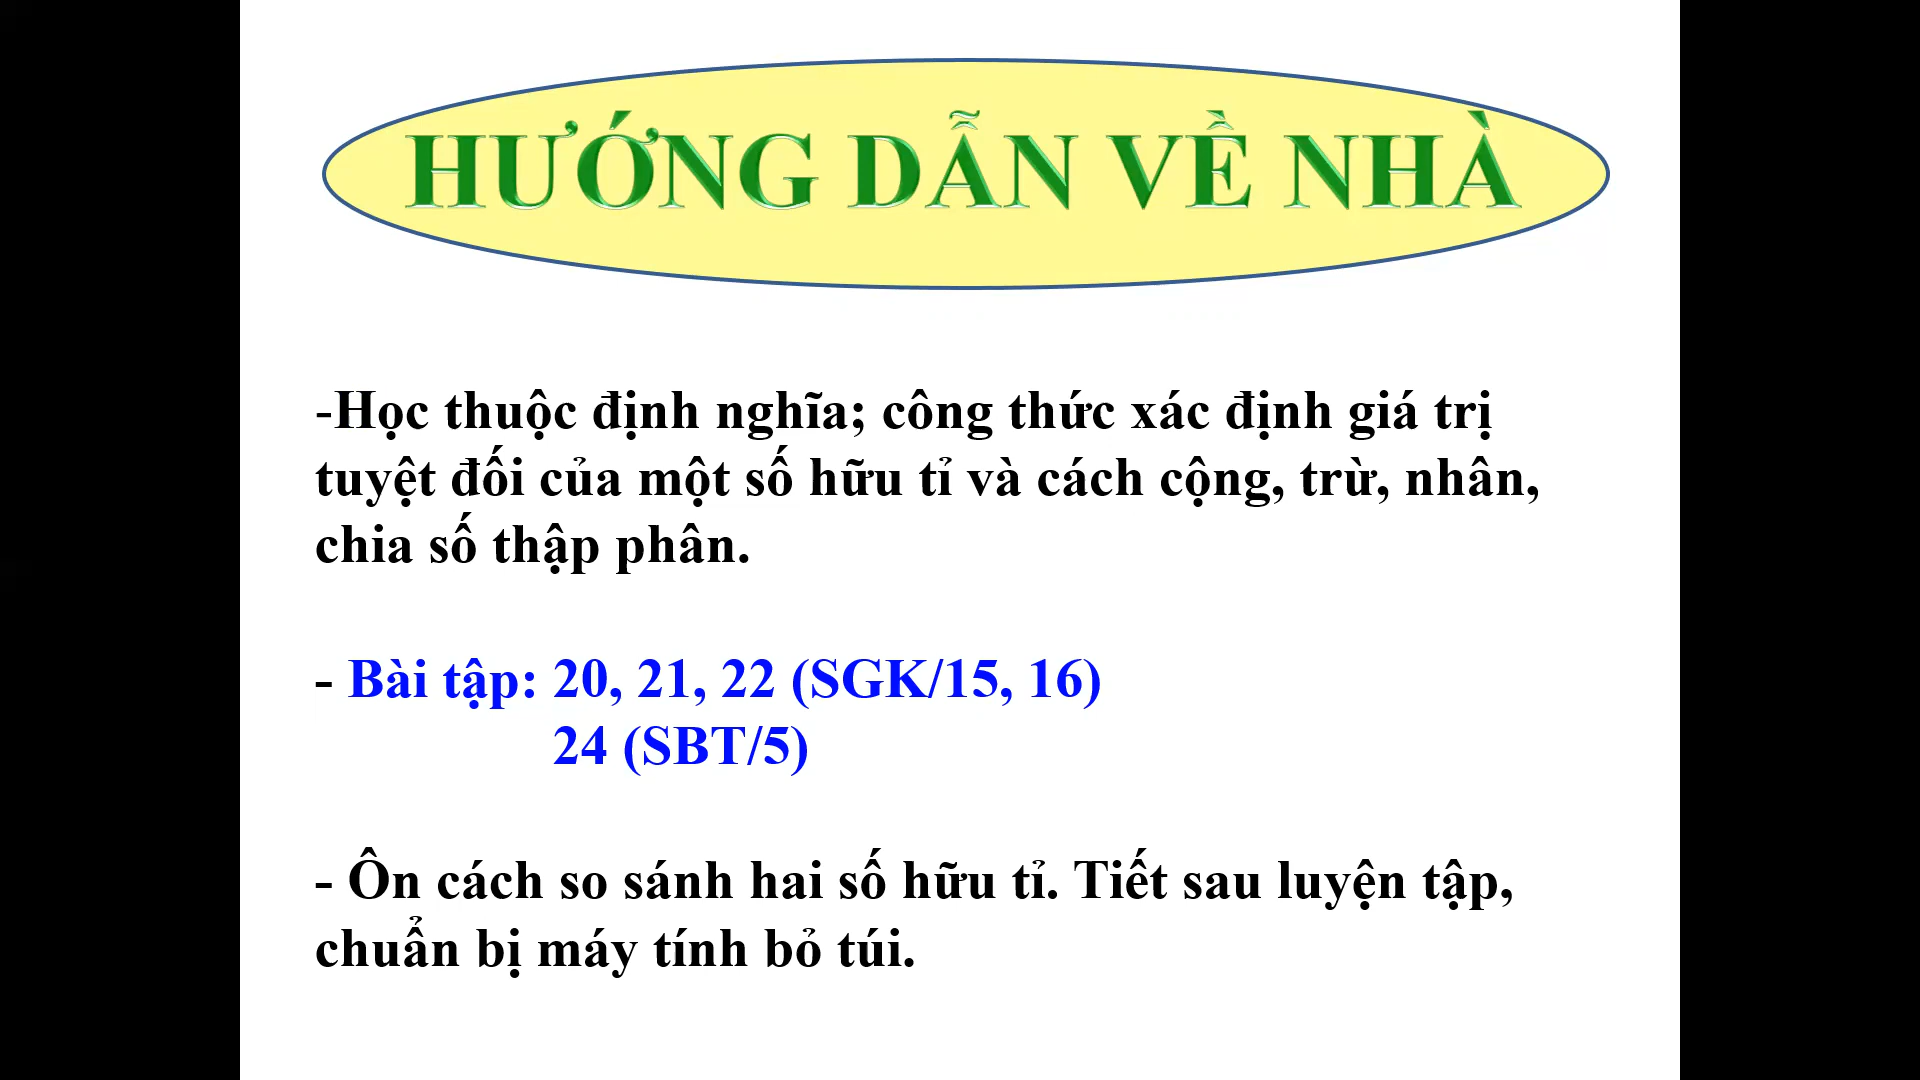 HƯỚNG DẪN VỀ NHÀ
-Học thuộc định nghĩa; công thức xác định giá trị
tuyệt đối của một số hữu tỉ và cách cộng, trừ, nhân,
chia số thập phân.
- Bài tập: 20, 21, 22 (SGK/15, 16)
24 (SBT/5)
- Ôn cách so sánh hai số hữu tỉ. Tiết sau luyện tập,
chuẩn bị máy tính bỏ túi.